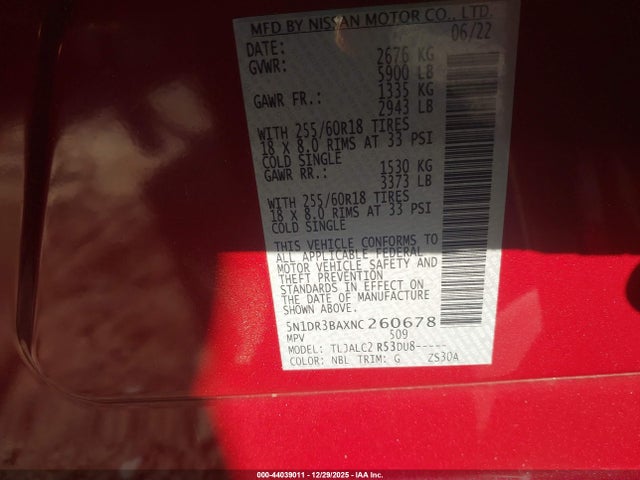 MFD BY NISSAN MOTOR CO., LTD.
DATE: 06/22
GVWR: 2676 KG
5900 LB
GAWR FR.: 1335 KG
2943 LB
WITH 255/60R18 TIRES
18 X 8.0 RIMS AT 33 PSI
COLD SINGLE
GAWR RR.: 1530 KG
3373 LB
WITH 255/60R18 TIRES
18 X 8.0 RIMS AT 33 PSI
COLD SINGLE
THIS VEHICLE CONFORMS TO
ALL APPLICABLE FEDERAL
MOTOR VEHICLE SAFETY AND
THEFT PREVENTION
STANDARDS IN EFFECT ON
THE DATE OF MANUFACTURE
SHOWN ABOVE.
5N1DR3BAXNC260678
MPV 509
MODEL: TLJALC2 R53DU8-----
COLOR: NBL TRIM: G ZS30A
000-44039011 - 12/29/2025 - IAA Inc.